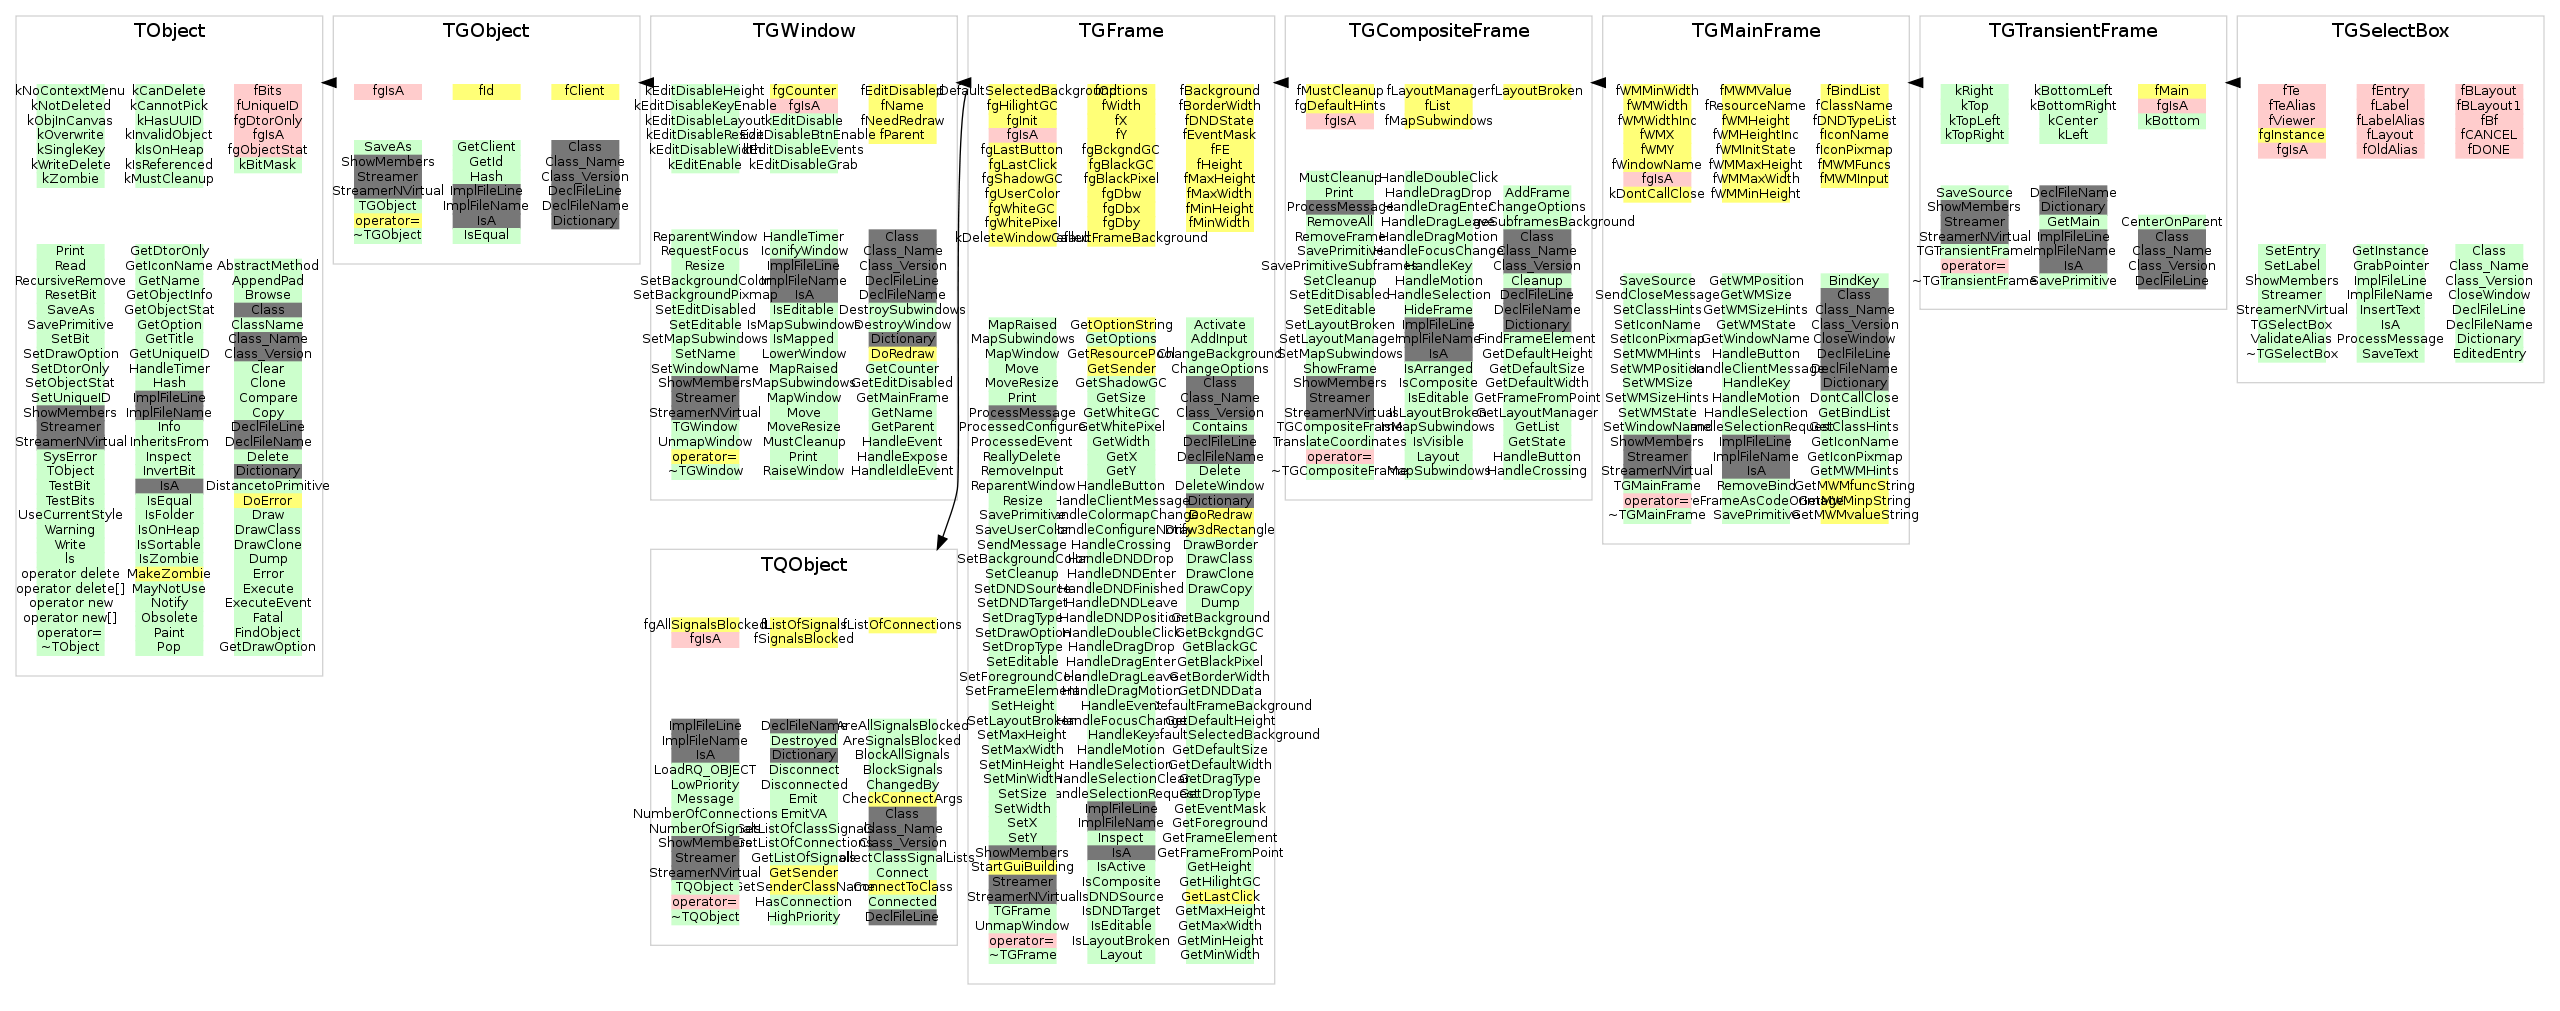 TObject
kNoContextMenu
kNotDeleted
kObjInCanvas
kOverwrite
kSingleKey
kWriteDelete
kZombie
kCanDelete
kCannotPick
kHasUUID
kInvalidObject
kIsOnHeap
kIsReferenced
kMustCleanup
fBits
fUniqueID
fgDtorOnly
fgIsA
fgObjectStat
kBitMask
Print
Read
RecursiveRemove
ResetBit
SaveAs
SavePrimitive
SetBit
SetDrawOption
SetDtorOnly
SetObjectStat
SetUniqueID
ShowMembers
Streamer
StreamerNVirtual
SysError
TObject
TestBit
TestBits
UseCurrentStyle
Warning
Write
ls
operator delete
operator delete[]
operator new
operator new[]
operator=
~TObject
GetDtorOnly
GetIconName
GetName
GetObjectInfo
GetObjectStat
GetOption
GetTitle
GetUniqueID
HandleTimer
Hash
ImplFileLine
ImplFileName
Info
InheritsFrom
Inspect
InvertBit
IsA
IsEqual
IsFolder
IsOnHeap
IsSortable
IsZombie
MakeZombie
MayNotUse
Notify
Obsolete
Paint
Pop
AbstractMethod
AppendPad
Browse
Class
ClassName
Class_Name
Class_Version
Clear
Clone
Compare
Copy
DeclFileLine
DeclFileName
Delete
Dictionary
DistancetoPrimitive
DoError
Draw
DrawClass
DrawClone
Dump
Error
Execute
ExecuteEvent
Fatal
FindObject
GetDrawOption
TGObject
fgIsA
fId
fClient
SaveAs
ShowMembers
Streamer
StreamerNVirtual
TGObject
operator=
~TGObject
GetClient
GetId
Hash
ImplFileLine
ImplFileName
IsA
IsEqual
Class
Class_Name
Class_Version
DeclFileLine
DeclFileName
Dictionary
TGWindow
kEditDisableHeight
kEditDisableKeyEnable
kEditDisableLayout
kEditDisableResize
kEditDisableWidth
kEditEnable
fgCounter
fgIsA
kEditDisable
kEditDisableBtnEnable
kEditDisableEvents
kEditDisableGrab
fEditDisabled
fName
fNeedRedraw
fParent
ReparentWindow
RequestFocus
Resize
SetBackgroundColor
SetBackgroundPixmap
SetEditDisabled
SetEditable
SetMapSubwindows
SetName
SetWindowName
ShowMembers
Streamer
StreamerNVirtual
TGWindow
UnmapWindow
operator=
~TGWindow
HandleTimer
IconifyWindow
ImplFileLine
ImplFileName
IsA
IsEditable
IsMapSubwindows
IsMapped
LowerWindow
MapRaised
MapSubwindows
MapWindow
Move
MoveResize
MustCleanup
Print
RaiseWindow
Class
Class_Name
Class_Version
DeclFileLine
DeclFileName
DestroySubwindows
DestroyWindow
Dictionary
DoRedraw
GetCounter
GetEditDisabled
GetMainFrame
GetName
GetParent
HandleEvent
HandleExpose
HandleIdleEvent
TQObject
fgAllSignalsBlocked
fgIsA
fListOfSignals
fSignalsBlocked
fListOfConnections
ImplFileLine
ImplFileName
IsA
LoadRQ_OBJECT
LowPriority
Message
NumberOfConnections
NumberOfSignals
ShowMembers
Streamer
StreamerNVirtual
TQObject
operator=
~TQObject
DeclFileName
Destroyed
Dictionary
Disconnect
Disconnected
Emit
EmitVA
GetListOfClassSignals
GetListOfConnections
GetListOfSignals
GetSender
GetSenderClassName
HasConnection
HighPriority
AreAllSignalsBlocked
AreSignalsBlocked
BlockAllSignals
BlockSignals
ChangedBy
CheckConnectArgs
Class
Class_Name
Class_Version
Connect
ConnectToClass
Connected
DeclFileLine
TGFrame
fgHilightGC
fgInit
fgIsA
fgLastButton
fgLastClick
fgShadowGC
fgUserColor
fgWhiteGC
fgWhitePixel
fOptions
fWidth
fX
fY
fgBckgndGC
fgBlackGC
fgBlackPixel
fgDbw
fgDbx
fgDby
fBackground
fBorderWidth
fDNDState
fEventMask
fFE
fHeight
fMaxHeight
fMaxWidth
fMinHeight
fMinWidth
MapRaised
MapSubwindows
MapWindow
Move
MoveResize
Print
ProcessMessage
ProcessedConfigure
ProcessedEvent
ReallyDelete
RemoveInput
ReparentWindow
Resize
SavePrimitive
SaveUserColor
SendMessage
SetBackgroundColor
SetCleanup
SetDNDSource
SetDNDTarget
SetDragType
SetDrawOption
SetDropType
SetEditable
SetForegroundColor
SetFrameElement
SetHeight
SetLayoutBroken
SetMaxHeight
SetMaxWidth
SetMinHeight
SetMinWidth
SetSize
SetWidth
SetX
SetY
ShowMembers
StartGuiBuilding
Streamer
StreamerNVirtual
TGFrame
UnmapWindow
operator=
~TGFrame
GetOptionString
GetOptions
GetResourcePool
GetSender
GetShadowGC
GetSize
GetWhiteGC
GetWhitePixel
GetWidth
GetX
GetY
HandleButton
HandleClientMessage
HandleColormapChange
HandleConfigureNotify
HandleCrossing
HandleDNDDrop
HandleDNDEnter
HandleDNDFinished
HandleDNDLeave
HandleDNDPosition
HandleDoubleClick
HandleDragDrop
HandleDragEnter
HandleDragLeave
HandleDragMotion
HandleEvent
HandleFocusChange
HandleKey
HandleMotion
HandleSelection
HandleSelectionClear
HandleSelectionRequest
ImplFileLine
ImplFileName
Inspect
IsA
IsActive
IsComposite
IsDNDSource
IsDNDTarget
IsEditable
IsLayoutBroken
Layout
Activate
AddInput
ChangeBackground
ChangeOptions
Class
Class_Name
Class_Version
Contains
DeclFileLine
DeclFileName
Delete
DeleteWindow
Dictionary
DoRedraw
Draw3dRectangle
DrawBorder
DrawClass
DrawClone
DrawCopy
Dump
GetBackground
GetBckgndGC
GetBlackGC
GetBlackPixel
GetBorderWidth
GetDNDData
GetDefaultHeight
GetDefaultSize
GetDefaultWidth
GetDragType
GetDropType
GetEventMask
GetForeground
GetFrameElement
GetFrameFromPoint
GetHeight
GetHilightGC
GetLastClick
GetMaxHeight
GetMaxWidth
GetMinHeight
GetMinWidth
TGCompositeFrame
fMustCleanup
fgDefaultHints
fgIsA
fLayoutManager
fList
fMapSubwindows
fLayoutBroken
MustCleanup
Print
ProcessMessage
RemoveAll
RemoveFrame
SavePrimitive
SavePrimitiveSubframes
SetCleanup
SetEditDisabled
SetEditable
SetLayoutBroken
SetLayoutManager
SetMapSubwindows
ShowFrame
ShowMembers
Streamer
StreamerNVirtual
TGCompositeFrame
TranslateCoordinates
operator=
~TGCompositeFrame
HandleDoubleClick
HandleDragDrop
HandleDragEnter
HandleDragLeave
HandleDragMotion
HandleFocusChange
HandleKey
HandleMotion
HandleSelection
HideFrame
ImplFileLine
ImplFileName
IsA
IsArranged
IsComposite
IsEditable
IsLayoutBroken
IsMapSubwindows
IsVisible
Layout
MapSubwindows
AddFrame
ChangeOptions
Class
Class_Name
Class_Version
Cleanup
DeclFileLine
DeclFileName
Dictionary
FindFrameElement
GetDefaultHeight
GetDefaultSize
GetDefaultWidth
GetFrameFromPoint
GetLayoutManager
GetList
GetState
HandleButton
HandleCrossing
TGMainFrame
fWMMinWidth
fWMWidth
fWMWidthInc
fWMX
fWMY
fWindowName
fgIsA
kDontCallClose
fMWMValue
fResourceName
fWMHeight
fWMHeightInc
fWMInitState
fWMMaxHeight
fWMMaxWidth
fWMMinHeight
fBindList
fClassName
fDNDTypeList
fIconName
fIconPixmap
fMWMFuncs
fMWMInput
SaveSource
SendCloseMessage
SetClassHints
SetIconName
SetIconPixmap
SetMWMHints
SetWMPosition
SetWMSize
SetWMSizeHints
SetWMState
SetWindowName
ShowMembers
Streamer
StreamerNVirtual
TGMainFrame
operator=
~TGMainFrame
GetWMPosition
GetWMSize
GetWMSizeHints
GetWMState
GetWindowName
HandleButton
HandleClientMessage
HandleKey
HandleMotion
HandleSelection
HandleSelectionRequest
ImplFileLine
ImplFileName
IsA
RemoveBind
SavePrimitive
BindKey
Class
Class_Name
Class_Version
CloseWindow
DeclFileLine
DeclFileName
Dictionary
DontCallClose
GetBindList
GetClassHints
GetIconName
GetIconPixmap
GetMWMHints
GetMWMfuncString
GetMWMinpString
GetMWMvalueString
TGTransientFrame
kRight
kTop
kTopLeft
kTopRight
kBottomLeft
kBottomRight
kCenter
kLeft
fMain
fgIsA
kBottom
SaveSource
ShowMembers
Streamer
StreamerNVirtual
TGTransientFrame
operator=
~TGTransientFrame
DeclFileName
Dictionary
GetMain
ImplFileLine
ImplFileName
IsA
SavePrimitive
CenterOnParent
Class
Class_Name
Class_Version
DeclFileLine
TGSelectBox
fTe
fTeAlias
fViewer
fgInstance
fgIsA
fEntry
fLabel
fLabelAlias
fLayout
fOldAlias
fBLayout
fBLayout1
fBf
fCANCEL
fDONE
SetEntry
SetLabel
ShowMembers
Streamer
StreamerNVirtual
TGSelectBox
ValidateAlias
~TGSelectBox
GetInstance
GrabPointer
ImplFileLine
ImplFileName
InsertText
IsA
ProcessMessage
SaveText
Class
Class_Name
Class_Version
CloseWindow
DeclFileLine
DeclFileName
Dictionary
EditedEntry